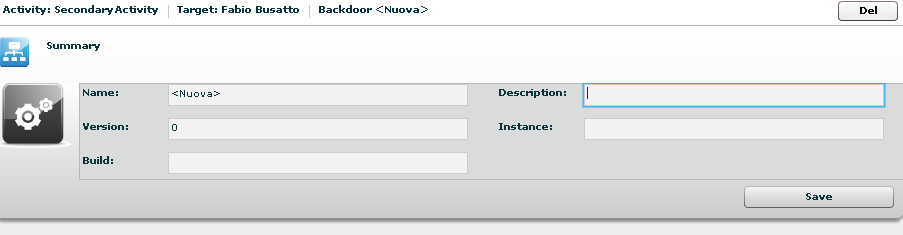 Activity: SecondaryActivity | Target: Fabio Busatto | Backdoor <Nuova> Del
Summary
Name: <Nuova> Description:
Version: 0 Instance:
Build:
Save